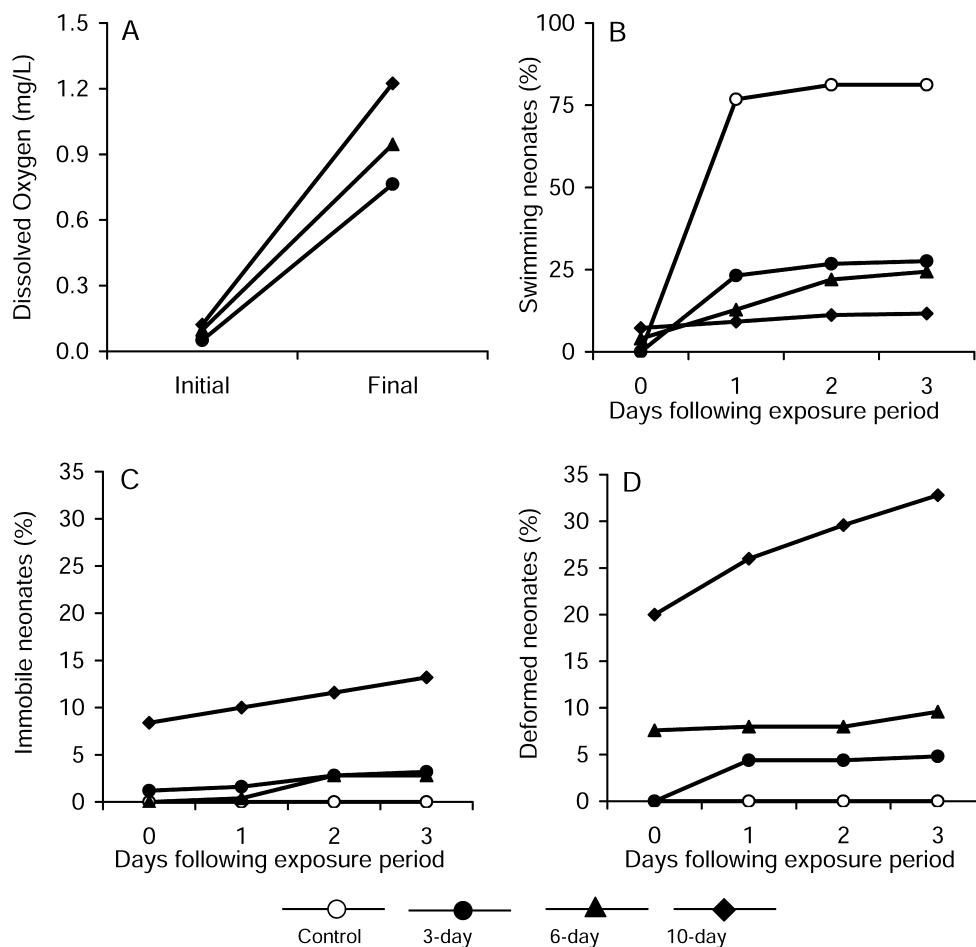 A
Dissolved Oxygen (mg/L)
1.5
1.2
0.9
0.6
0.3
0.0
Initial Final
B
Swimming neonates (%)
100
75
50
25
0
0 1 2 3
Days following exposure period
C
Immobile neonates (%)
35
30
25
20
15
10
5
0
0 1 2 3
Days following exposure period
D
Deformed neonates (%)
35
30
25
20
15
10
5
0
0 1 2 3
Days following exposure period
Control 3-day 6-day 10-day